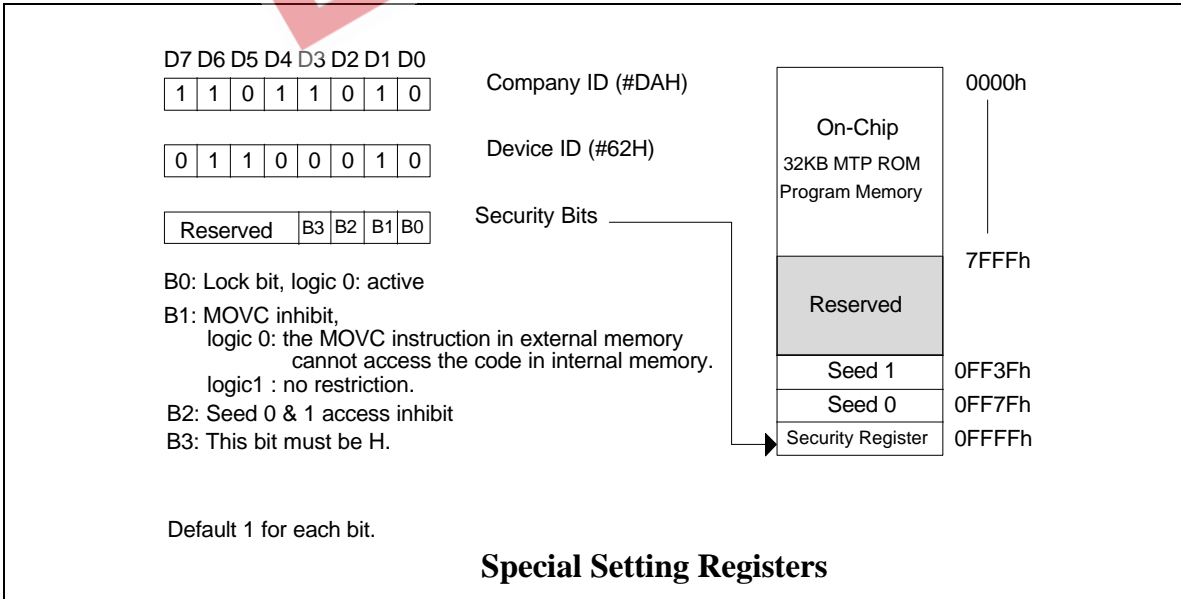 D7 D6 D5 D4 D3 D2 D1 D0
1 1 0 1 1 0 1 0
Company ID (#DAH)
0 1 1 0 0 0 1 0
Device ID (#62H)
Reserved B3 B2 B1 B0
Security Bits
B0: Lock bit, logic 0: active
B1: MOVC inhibit,
logic 0: the MOVC instruction in external memory
cannot access the code in internal memory.
logic1 : no restriction.
B2: Seed 0 & 1 access inhibit
B3: This bit must be H.
Default 1 for each bit.
On-Chip
32KB MTP ROM
Program Memory
0000h
7FFFh
Reserved
Seed 1 0FF3Fh
Seed 0 0FF7Fh
Security Register 0FFFFh
Special Setting Registers